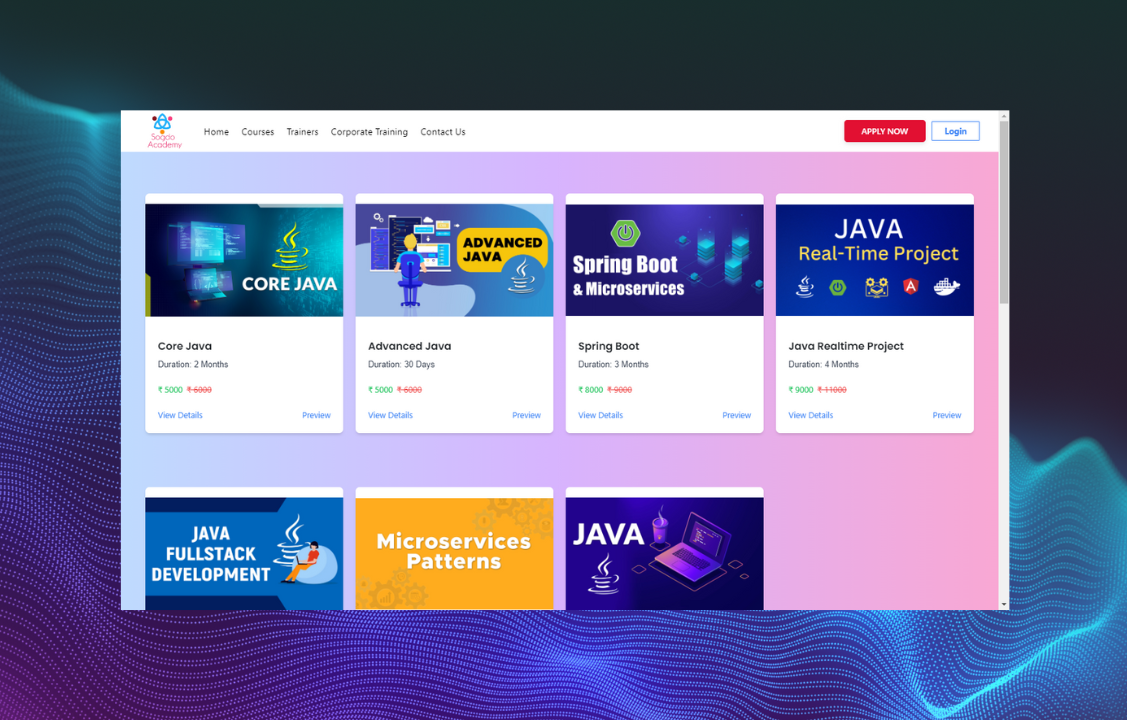 Sogdo
Academy
Home Courses Trainers Corporate Training Contact Us
APPLY NOW
Login
CORE JAVA
Core Java
Duration: 2 Months
₹ 5000 ₹ 6000
View Details Preview
ADVANCED
JAVA
Advanced Java
Duration: 30 Days
₹ 5000 ₹ 6000
View Details Preview
Spring Boot
& Microservices
Spring Boot
Duration: 3 Months
₹ 8000 ₹ 9000
View Details Preview
JAVA
Real-Time Project
Java Realtime Project
Duration: 4 Months
₹ 9000 ₹ 11000
View Details Preview
JAVA
FULLSTACK
DEVELOPMENT
Microservices
Patterns
JAVA